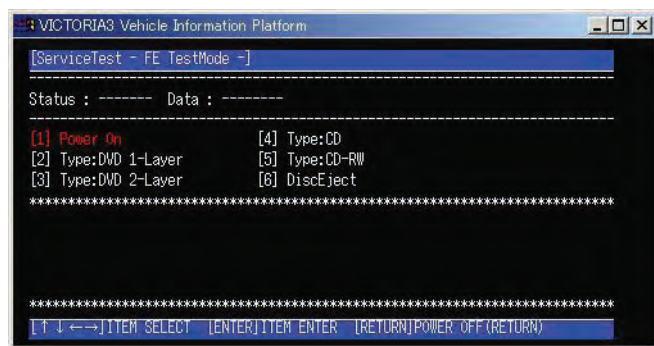 VICTORIA3 Vehicle Information Platform
[ServiceTest - FE TestMode -]
--------------------------------------------------------------------------
Status : ------- Data : --------
--------------------------------------------------------------------------
[1] Power On [4] Type:CD
[2] Type:DVD 1-Layer [5] Type:CD-RW
[3] Type:DVD 2-Layer [6] DiscEject
**************************************************************************
**************************************************************************
[↑↓←→]ITEM SELECT [ENTER]ITEM ENTER [RETURN]POWER OFF(RETURN)